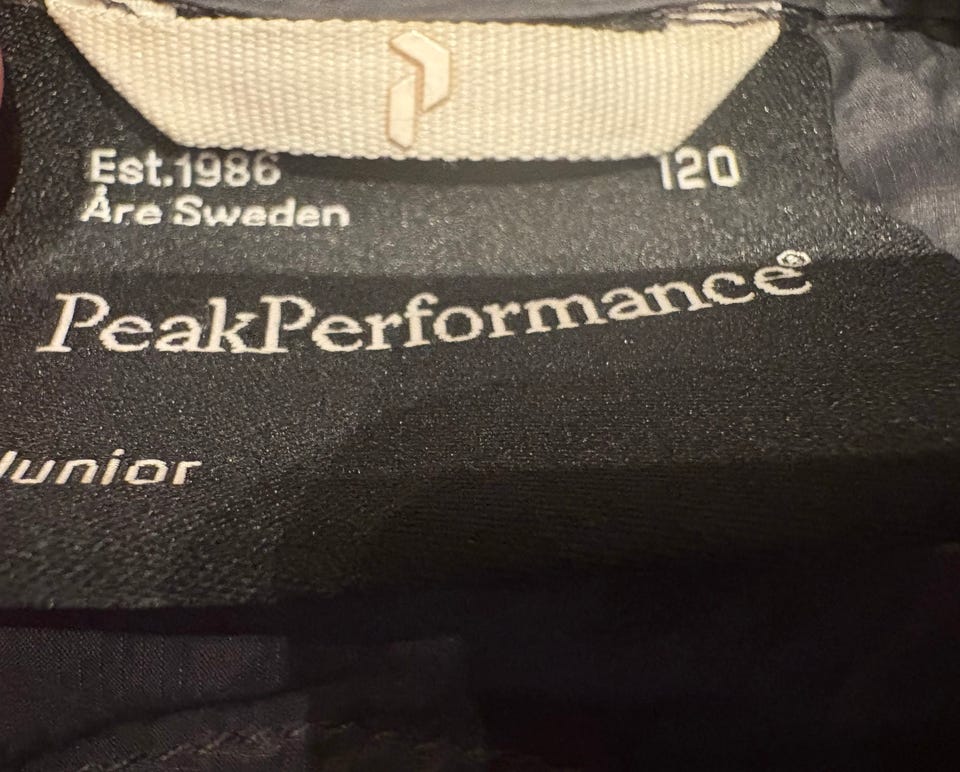 Est.1986
120
Åre Sweden
PeakPerformance®
Junior